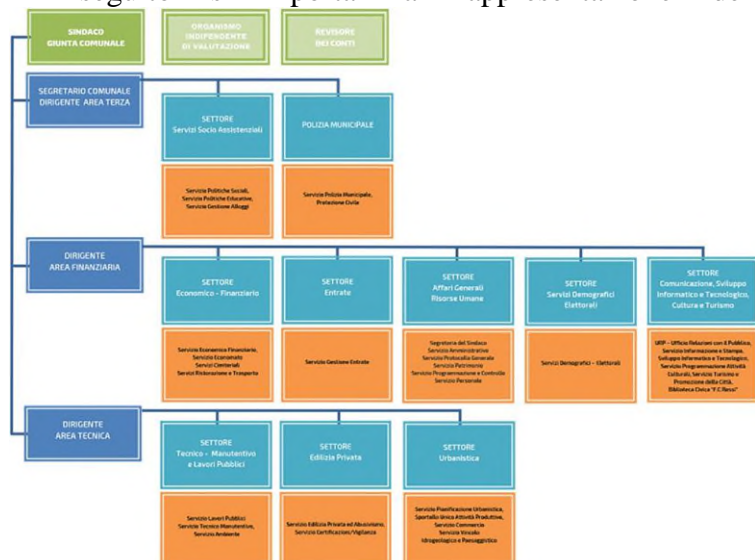 SINDACO
GIUNTA COMUNALE
ORGANISMO
INDIPENDENTE
DI VALUTAZIONE
REVISORE
DEI CONTI
SEGRETARIO COMUNALE
DIRIGENTE AREA TERZA
SETTORE
Servizi Socio Assistenziali
POLIZIA MUNICIPALE
Servizio Politiche Sociali,
Servizio Politiche Educative,
Servizio Gestione Alloggi
Servizio Polizia Municipale,
Protezione Civile
DIRIGENTE
AREA FINANZIARIA
SETTORE
Economico - Finanziario
SETTORE
Entrate
SETTORE
Affari Generali
Risorse Umane
SETTORE
Servizi Demografici
Elettorali
SETTORE
Comunicazione, Sviluppo
Informatico e Tecnologico,
Cultura e Turismo
Servizio Economico Finanziario,
Servizio Economato
Servizi Cimiteriali
Servizi Ristorazione e Trasporto
Servizio Gestione Entrate
Segreteria del Sindaco
Servizio Amministrativo
Servizio Protocollo Generale
Servizio Patrimonio
Servizio Programmazione e Controllo
Servizio Personale
Servizi Demografici - Elettorali
URP - Ufficio Relazioni con il Pubblico,
Servizio Informazione e Stampa,
Sviluppo Informatico e Tecnologico,
Servizio Programmazione Attività
Culturali, Servizio Turismo e
Promozione della Città,
Biblioteca Civica "F.C.Rossi"
DIRIGENTE
AREA TECNICA
SETTORE
Tecnico - Manutentivo
e Lavori Pubblici
SETTORE
Edilizia Privata
SETTORE
Urbanistica
Servizio Lavori Pubblici
Servizio Tecnico Manutentivo,
Servizio Ambiente
Servizio Edilizia Privata ed Abusivismo,
Servizio Certificazioni/Vigilanza
Servizio Pianificazione Urbanistica,
Sportello Unico Attività Produttive,
Servizio Commercio
Servizio Vincolo
Idrogeologico e Paesaggistico